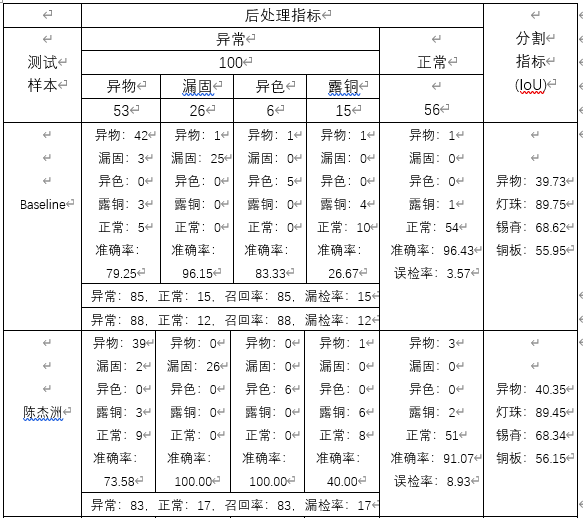 后处理指标
测试样本
异常
正常
分割指标(IoU)
100
异物 漏固 异色 露铜
53 26 6 15 56
Baseline
异物：42
漏固：3
异色：0
露铜：3
正常：5
准确率：
79.25
异物：1
漏固：25
异色：0
露铜：0
正常：0
准确率：
96.15
异物：1
漏固：0
异色：5
露铜：0
正常：0
准确率：
83.33
异物：1
漏固：0
异色：0
露铜：4
正常：10
准确率：
26.67
异物：1
漏固：0
异色：0
露铜：1
正常：54
准确率：96.43
误检率：3.57
异物：39.73
灯珠：89.75
锡膏：68.62
铜板：55.95
异常：85，正常：15，召回率：85，漏检率：15
异常：88，正常：12，召回率：88，漏检率：12
陈杰洲
异物：39
漏固：2
异色：0
露铜：3
正常：9
准确率：
73.58
异物：0
漏固：26
异色：0
露铜：0
正常：0
准确率：
100.00
异物：0
漏固：0
异色：6
露铜：0
正常：0
准确率：
100.00
异物：1
漏固：0
异色：0
露铜：6
正常：8
准确率：
40.00
异物：3
漏固：0
异色：0
露铜：2
正常：51
准确率：91.07
误检率：8.93
异物：40.35
灯珠：89.45
锡膏：68.34
铜板：56.15
异常：83，正常：17，召回率：83，漏检率：17